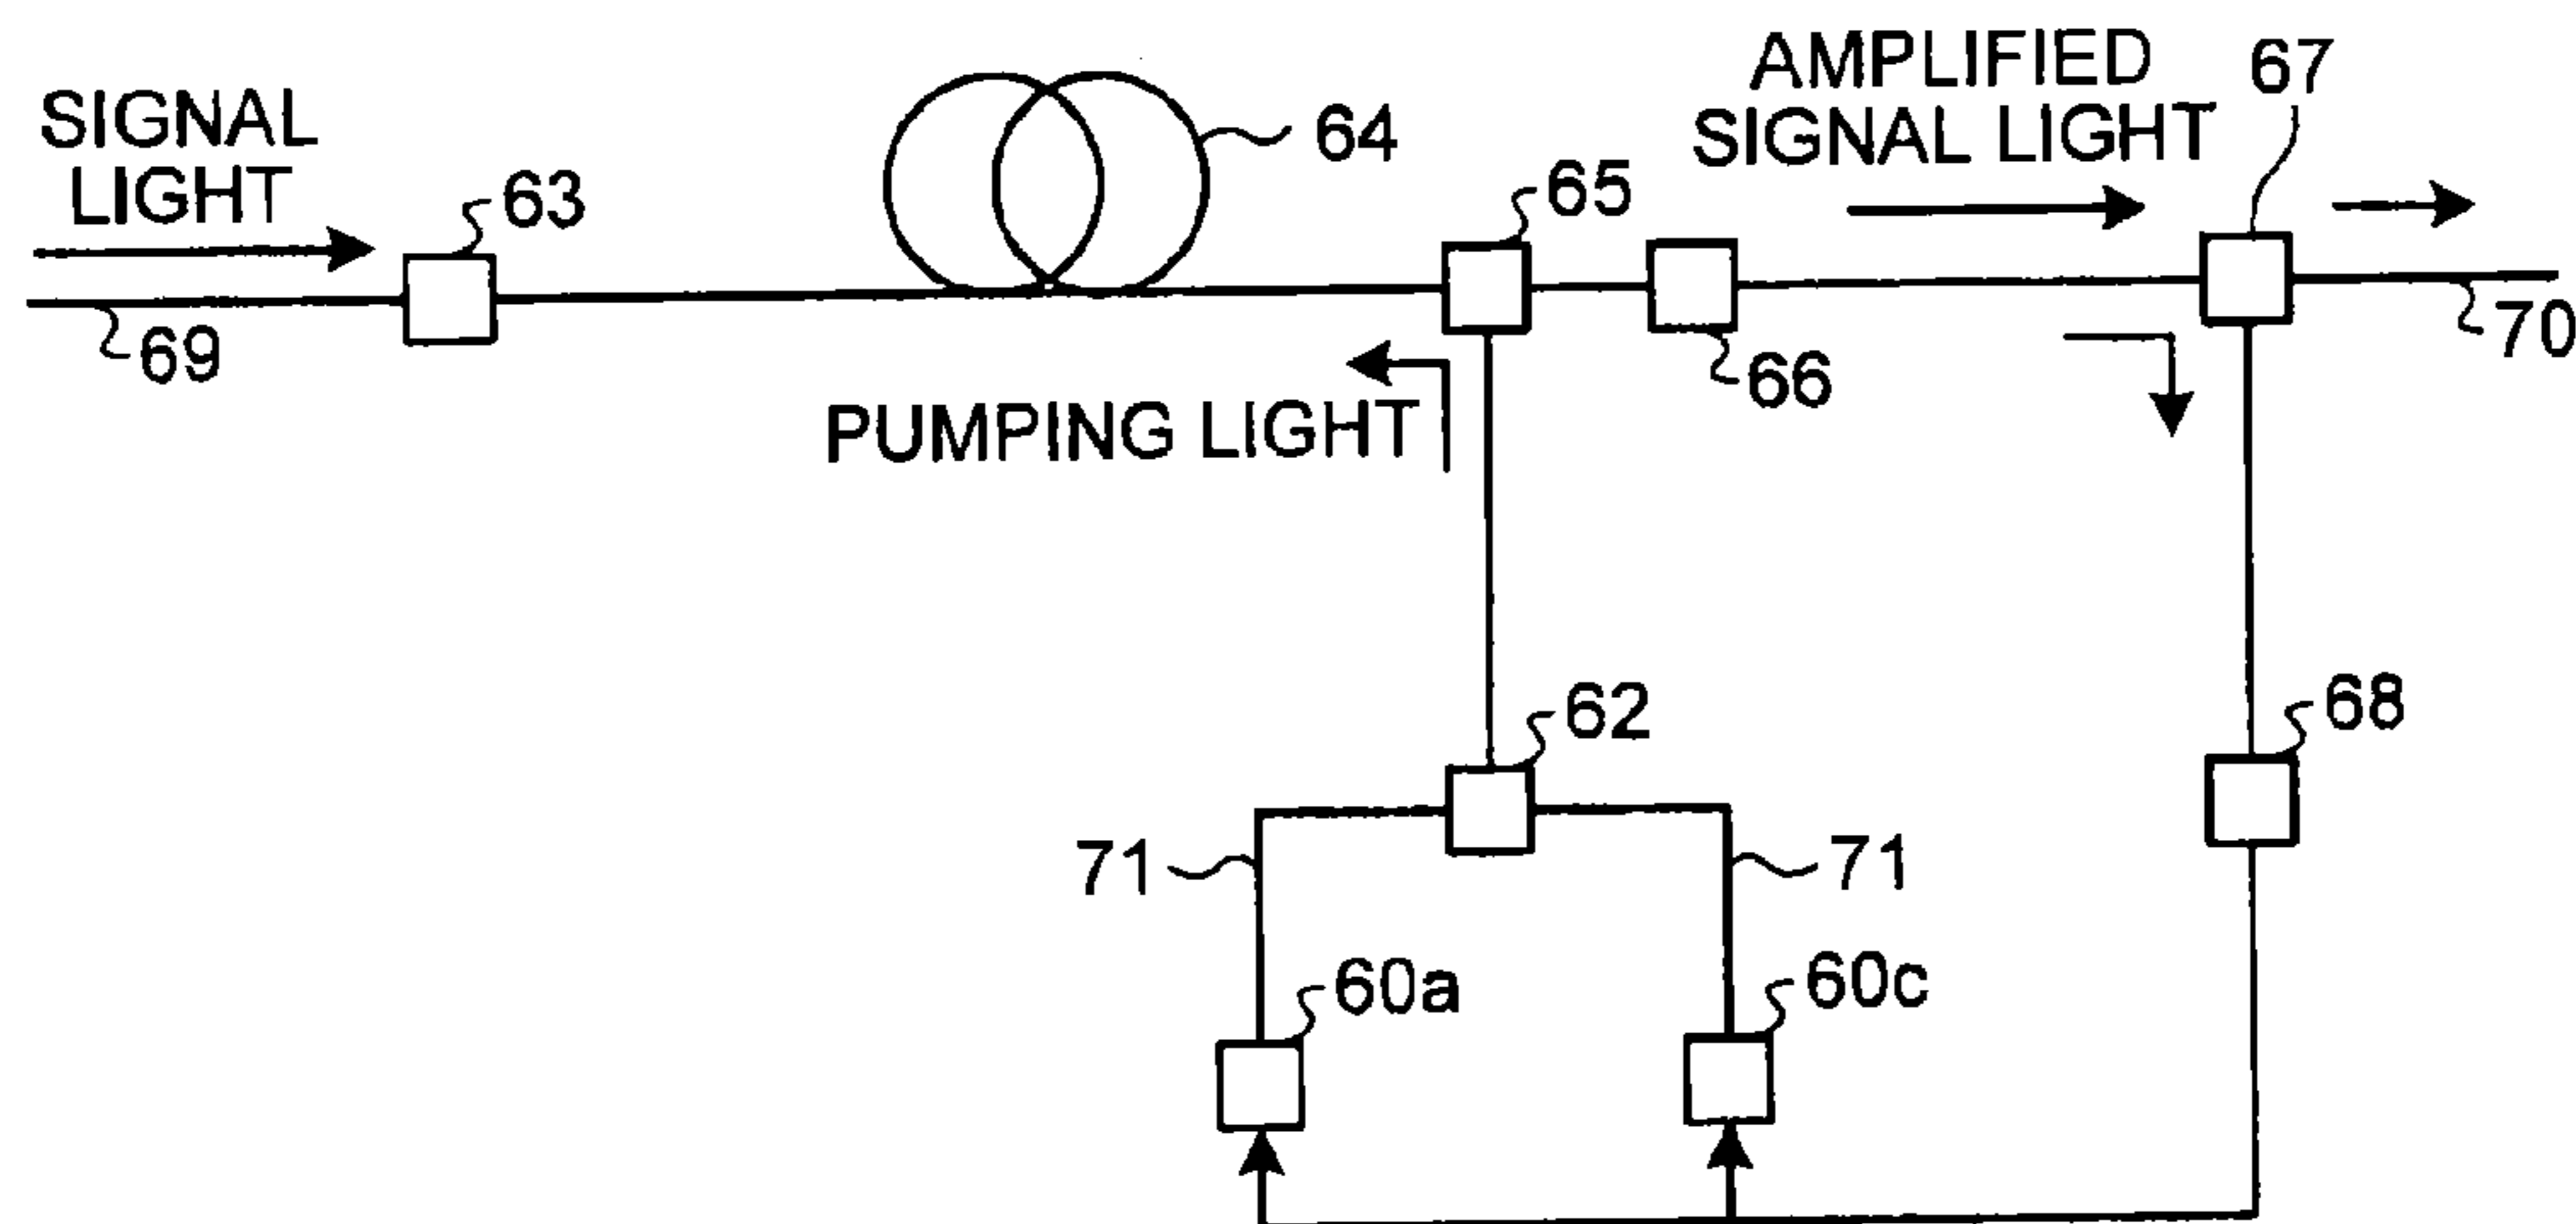 SIGNAL
LIGHT
63
69
64
65
AMPLIFIED
SIGNAL LIGHT
67
70
66
PUMPING LIGHT
62
68
71
71
60a
60c